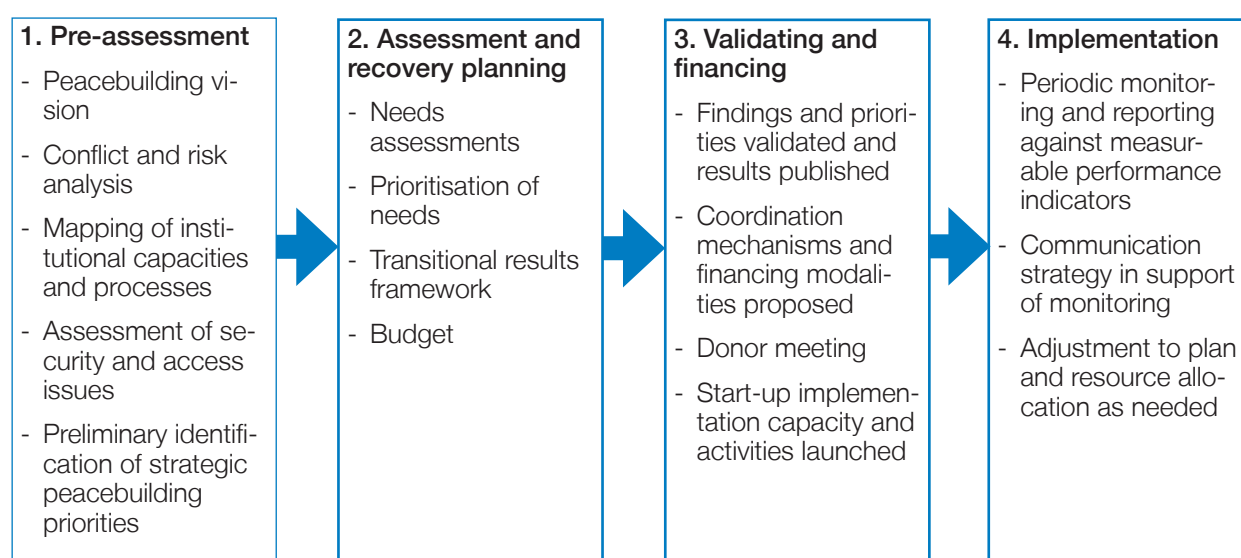 1. Pre-assessment
- Peacebuilding vi-
sion
- Conflict and risk
analysis
- Mapping of insti-
tutional capacities
and processes
- Assessment of se-
curity and access
issues
- Preliminary identifi-
cation of strategic
peacebuilding
priorities
2. Assessment and
recovery planning
- Needs
assessments
- Prioritisation of
needs
- Transitional results
framework
- Budget
3. Validating and
financing
- Findings and priori-
ties validated and
results published
- Coordination
mechanisms and
financing modali-
ties proposed
- Donor meeting
- Start-up implemen-
tation capacity and
activities launched
4. Implementation
- Periodic monitor-
ing and reporting
against measur-
able performance
indicators
- Communication
strategy in support
of monitoring
- Adjustment to plan
and resource allo-
cation as needed